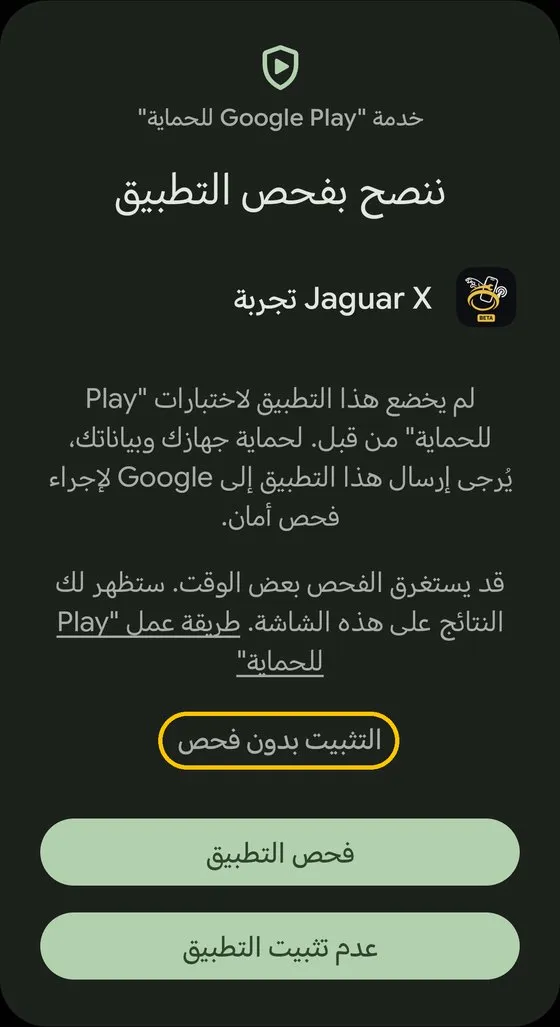 خدمة "Google Play للحماية"
ننصح بفحص التطبيق
Jaguar X تجربة
BETA
لم يخضع هذا التطبيق لاختبارات "Play
للحماية" من قبل. لحماية جهازك وبياناتك،
يُرجى إرسال هذا التطبيق إلى Google لإجراء
فحص أمان.
قد يستغرق الفحص بعض الوقت. ستظهر لك
النتائج على هذه الشاشة. طريقة عمل "Play
للحماية"
التثبيت بدون فحص
فحص التطبيق
عدم تثبيت التطبيق